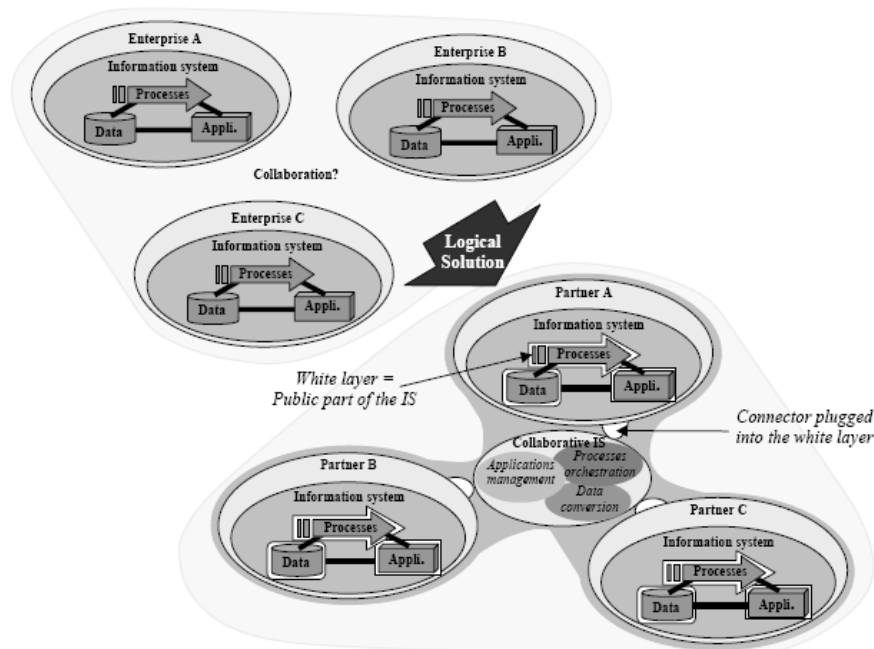 Enterprise A
Information system
Processes
Data
Appli.
Enterprise B
Information system
Processes
Data
Appli.
Collaboration?
Enterprise C
Information system
Processes
Data
Appli.
Logical
Solution
Partner A
Information system
Processes
Data
Appli.
White layer =
Public part of the IS
Connector plugged
into the white layer
Collaborative IS
Applications
management
Processes
orchestration
Data
conversion
Partner B
Information system
Processes
Data
Appli.
Partner C
Information system
Processes
Data
Appli.